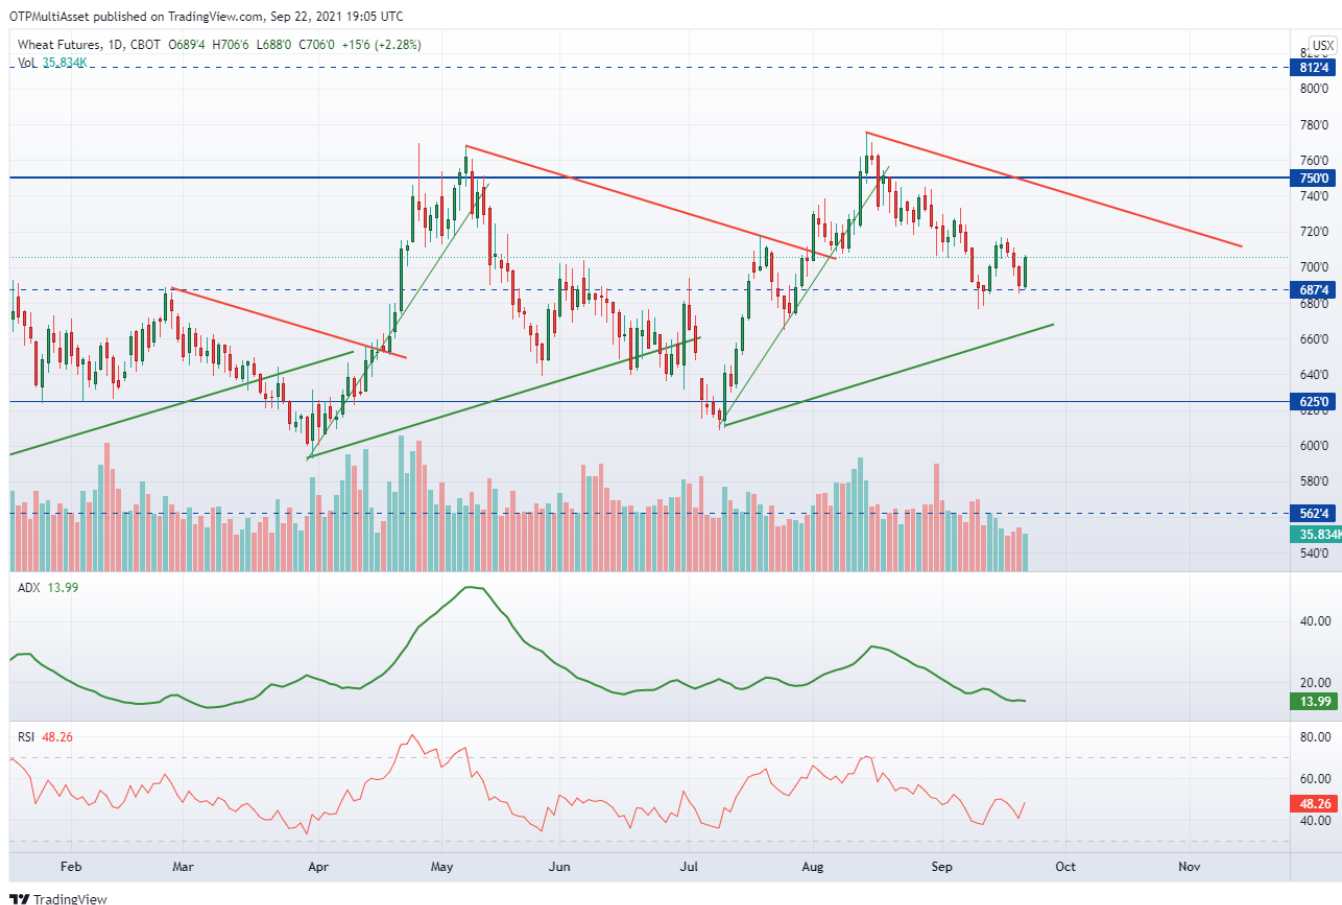 OTPMultiAsset published on TradingView.com, Sep 22, 2021 19:05 UTC
Wheat Futures, 1D, CBOT O689'4 H706'6 L688'0 C706'0 +15'6 (+2.28%)
Vol 35.834K
USX
820'0
812'4
800'0
780'0
760'0
750'0
740'0
720'0
700'0
687'4
680'0
660'0
640'0
625'0
620'0
600'0
580'0
562'4
35.834K
540'0
ADX 13.99
40.00
20.00
13.99
RSI 48.26
80.00
60.00
48.26
40.00
Feb Mar Apr May Jun Jul Aug Sep Oct Nov
TradingView